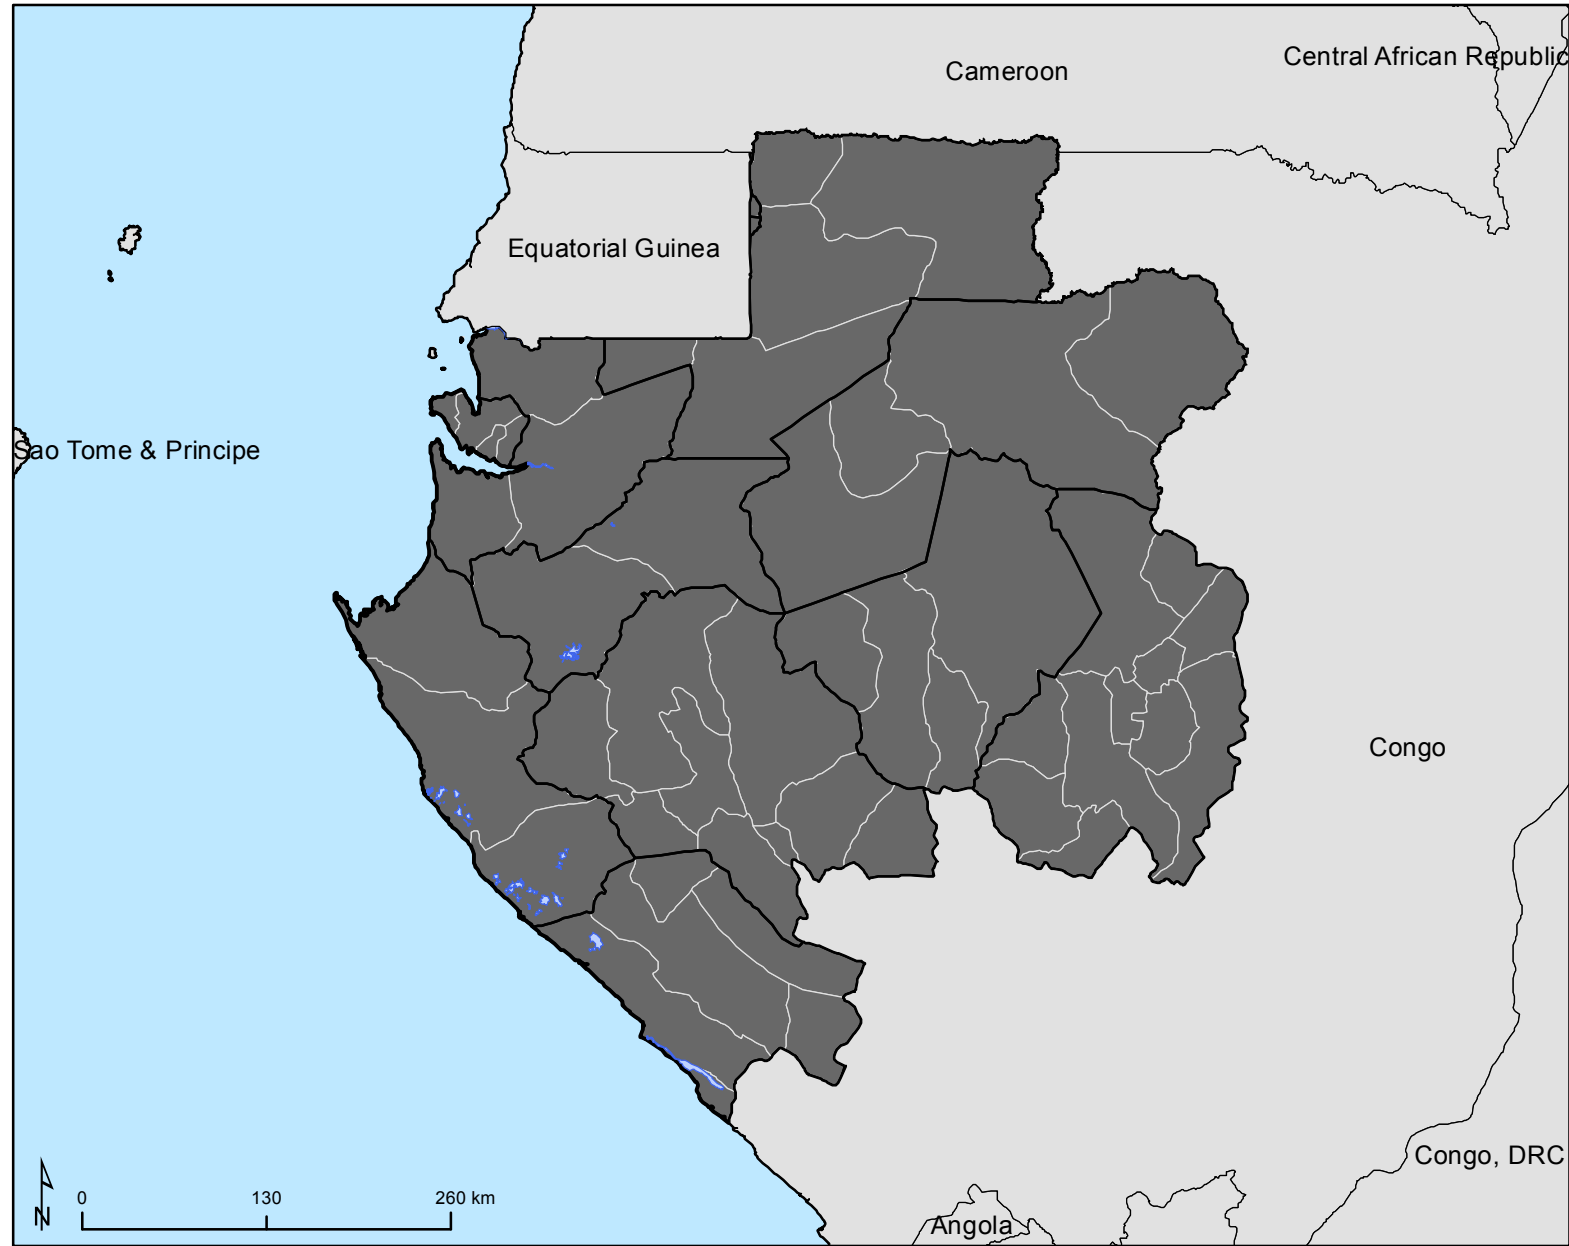 Central African Republic
Cameroon
Equatorial Guinea
Sao Tome & Principe
Congo
Congo, DRC
N
0 130 260 km
Angola